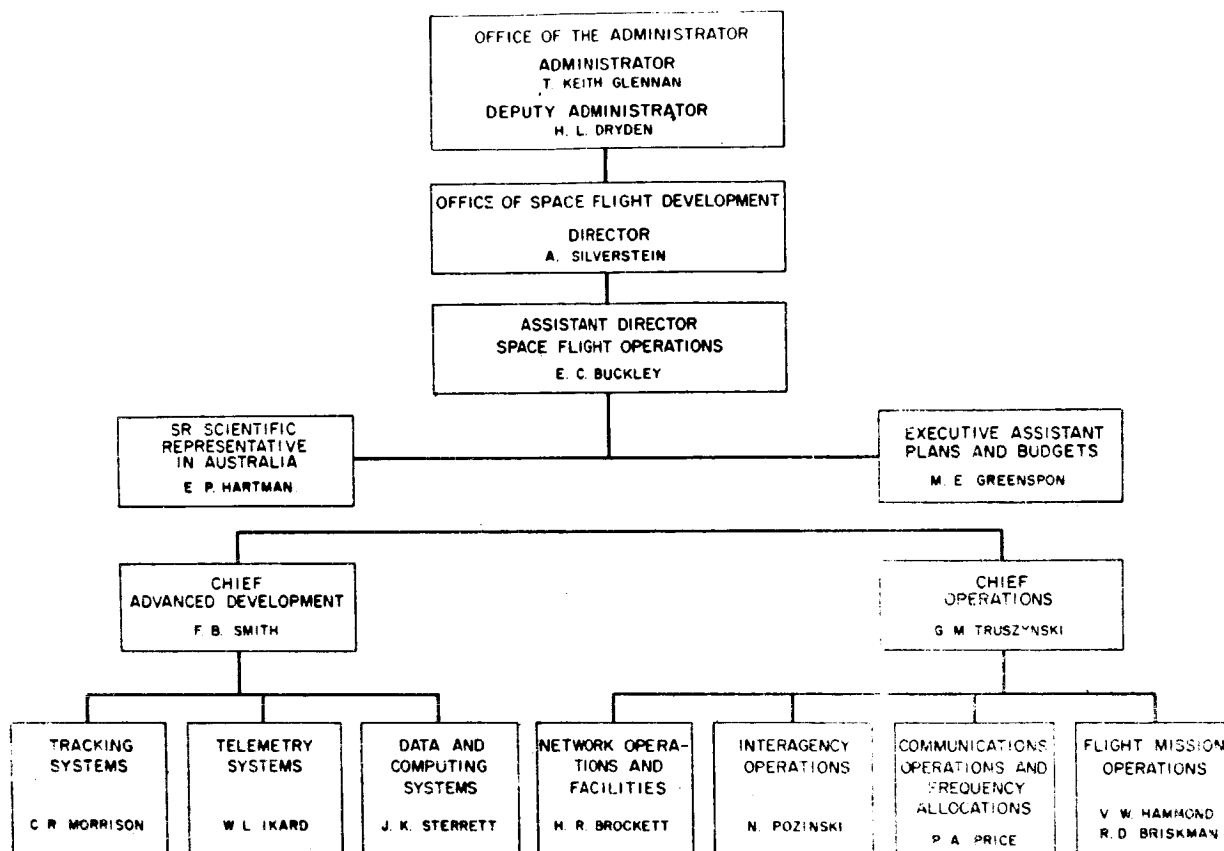 OFFICE OF THE ADMINISTRATOR
ADMINISTRATOR
T. KEITH GLENNAN
DEPUTY ADMINISTRATOR
H. L. DRYDEN
OFFICE OF SPACE FLIGHT DEVELOPMENT
DIRECTOR
A. SILVERSTEIN
ASSISTANT DIRECTOR
SPACE FLIGHT OPERATIONS
E. C. BUCKLEY
SR SCIENTIFIC
REPRESENTATIVE
IN AUSTRALIA
E P. HARTMAN
EXECUTIVE ASSISTANT
PLANS AND BUDGETS
M. E GREENSPON
CHIEF
ADVANCED DEVELOPMENT
F. B. SMITH
CHIEF
OPERATIONS
G M TRUSZYNSKI
TRACKING
SYSTEMS
C R MORRISON
TELEMETRY
SYSTEMS
W. L IKARD
DATA AND
COMPUTING
SYSTEMS
J. K. STERRETT
NETWORK OPERA-
TIONS AND
FACILITIES
H. R. BROCKETT
INTERAGENCY
OPERATIONS
N. POZINSKI
COMMUNICATIONS
OPERATIONS AND
FREQUENCY
ALLOCATIONS
P A PRICE
FLIGHT MISSION
OPERATIONS
V W. HAMMOND
R. D BRISKMAN